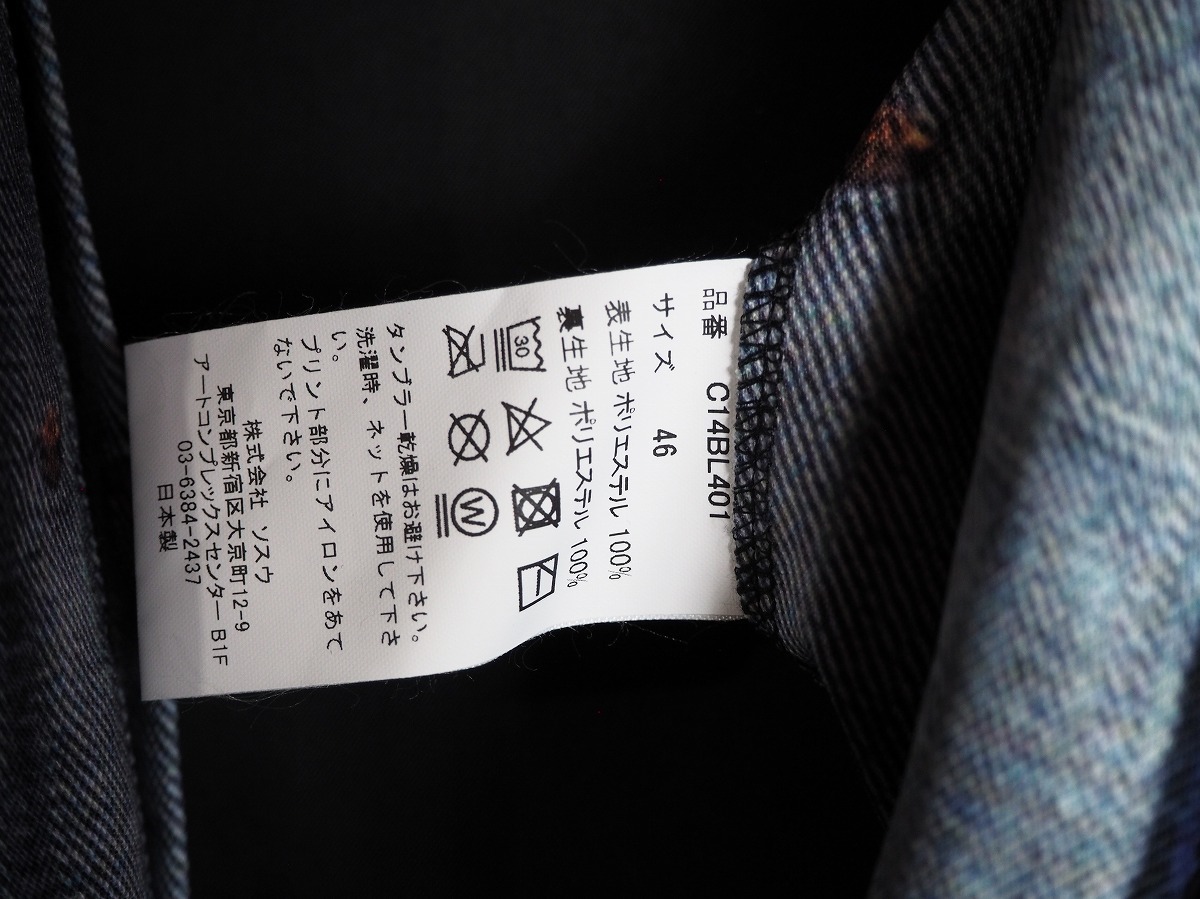 品番 C14BL401
サイズ 46
表生地 ポリエステル 100%
裏生地 ポリエステル 100%
30
W
タンブラー乾燥はお避け下さい。
洗濯時、ネットを使用して下さ
い。
プリント部分にアイロンをあて
ないで下さい。
株式会社 ソスウ
東京都新宿区大京町12-9
アートコンプレックスセンター B1F
03-6384-2437
日本製